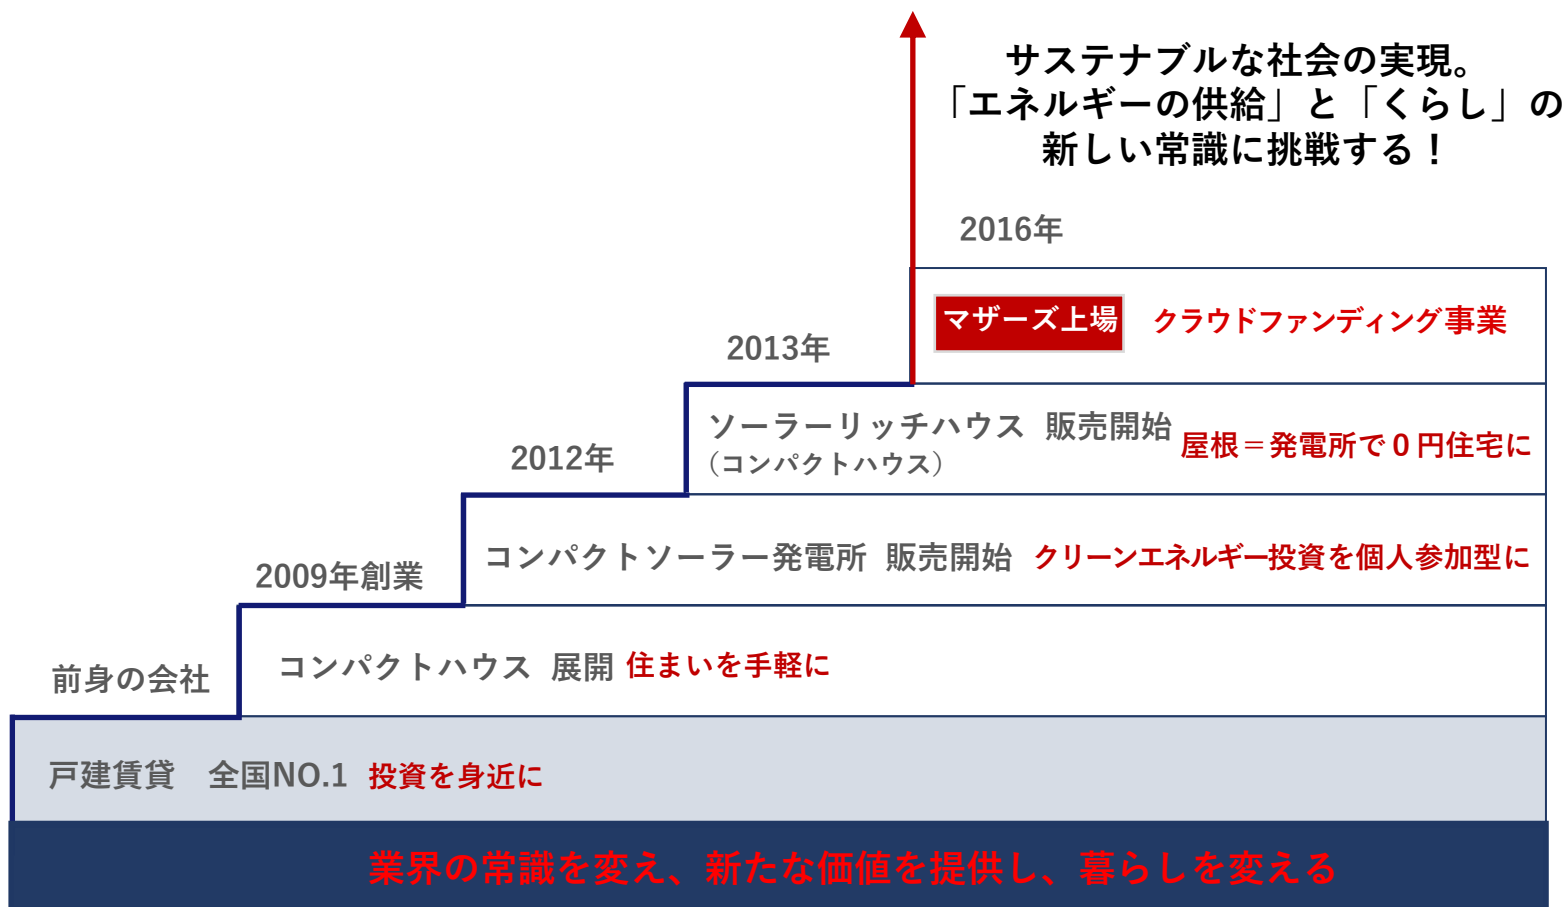 サステナブルな社会の実現。
「エネルギーの供給」と「くらし」の
新しい常識に挑戦する！
2016年
マザーズ上場 クラウドファンディング事業
2013年
ソーラーリッチハウス 販売開始 屋根＝発電所で０円住宅に
（コンパクトハウス）
2012年
コンパクトソーラー発電所 販売開始 クリーンエネルギー投資を個人参加型に
2009年創業
コンパクトハウス 展開 住まいを手軽に
前身の会社
戸建賃貸　全国NO.1 投資を身近に
業界の常識を変え、新たな価値を提供し、暮らしを変える